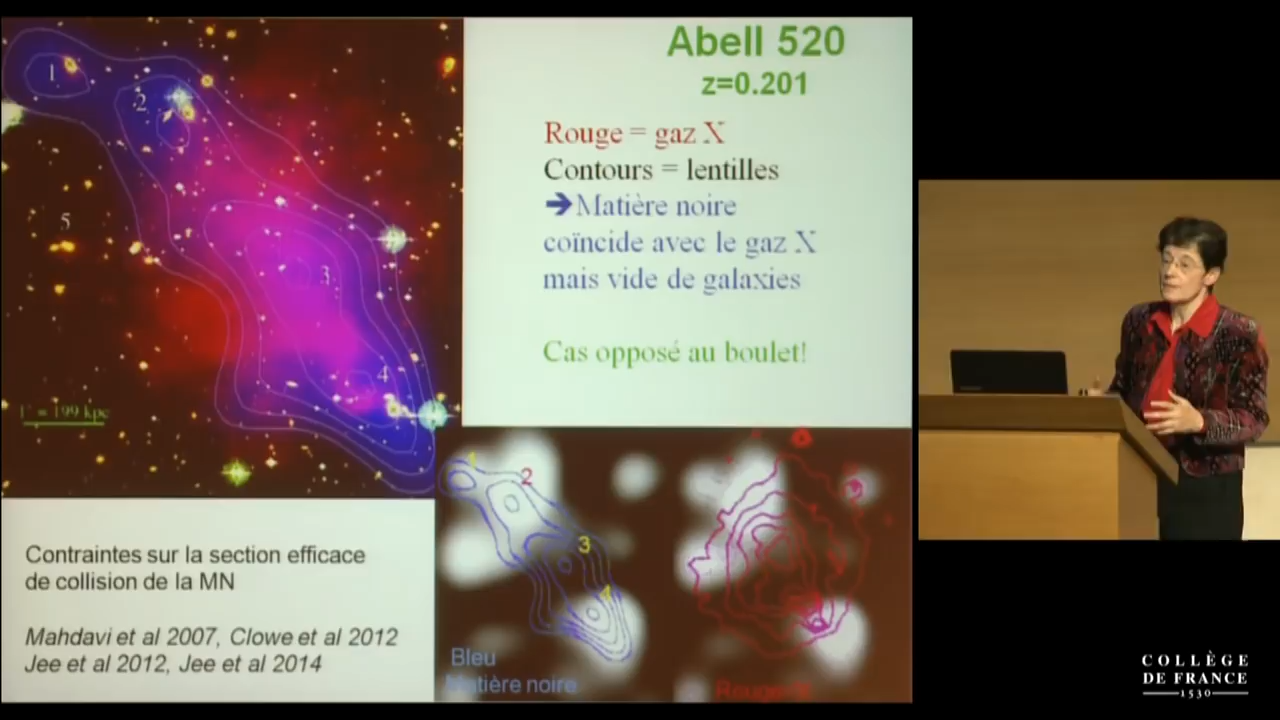 Abell 520
z=0.201
Rouge = gaz X
Contours = lentilles
➔Matière noire
coïncide avec le gaz X
mais vide de galaxies
Cas opposé au boulet!
1
2
5
3
4
1' = 199 kpc
Contraintes sur la section efficace
de collision de la MN
Mahdavi et al 2007, Clowe et al 2012
Jee et al 2012, Jee et al 2014
1
2
3
4
Bleu
Matière noire
COLLÈGE
DE FRANCE
1530